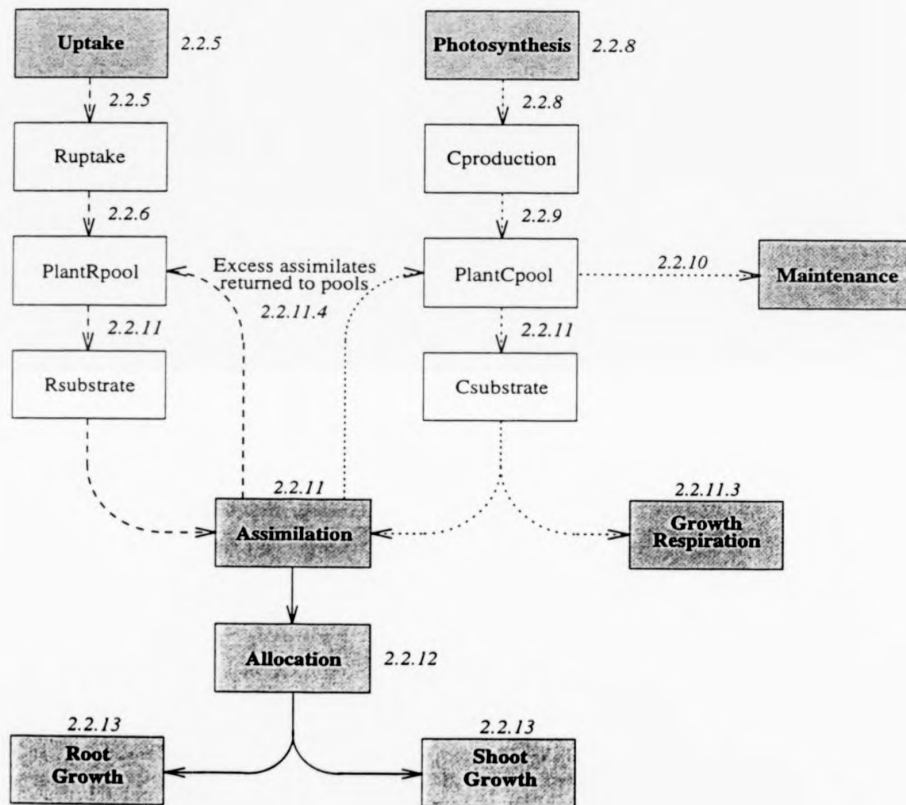 Uptake
2.2.5
Photosynthesis
2.2.8
2.2.5
2.2.8
Ruptake
Cproduction
2.2.6
2.2.9
PlantRpool
Excess assimilates
returned to pools
2.2.11.4
PlantCpool
2.2.10
Maintenance
2.2.11
2.2.11
Rsubstrate
Csubstrate
2.2.11
Assimilation
2.2.11.3
Growth
Respiration
Allocation
2.2.12
2.2.13
Root
Growth
2.2.13
Shoot
Growth